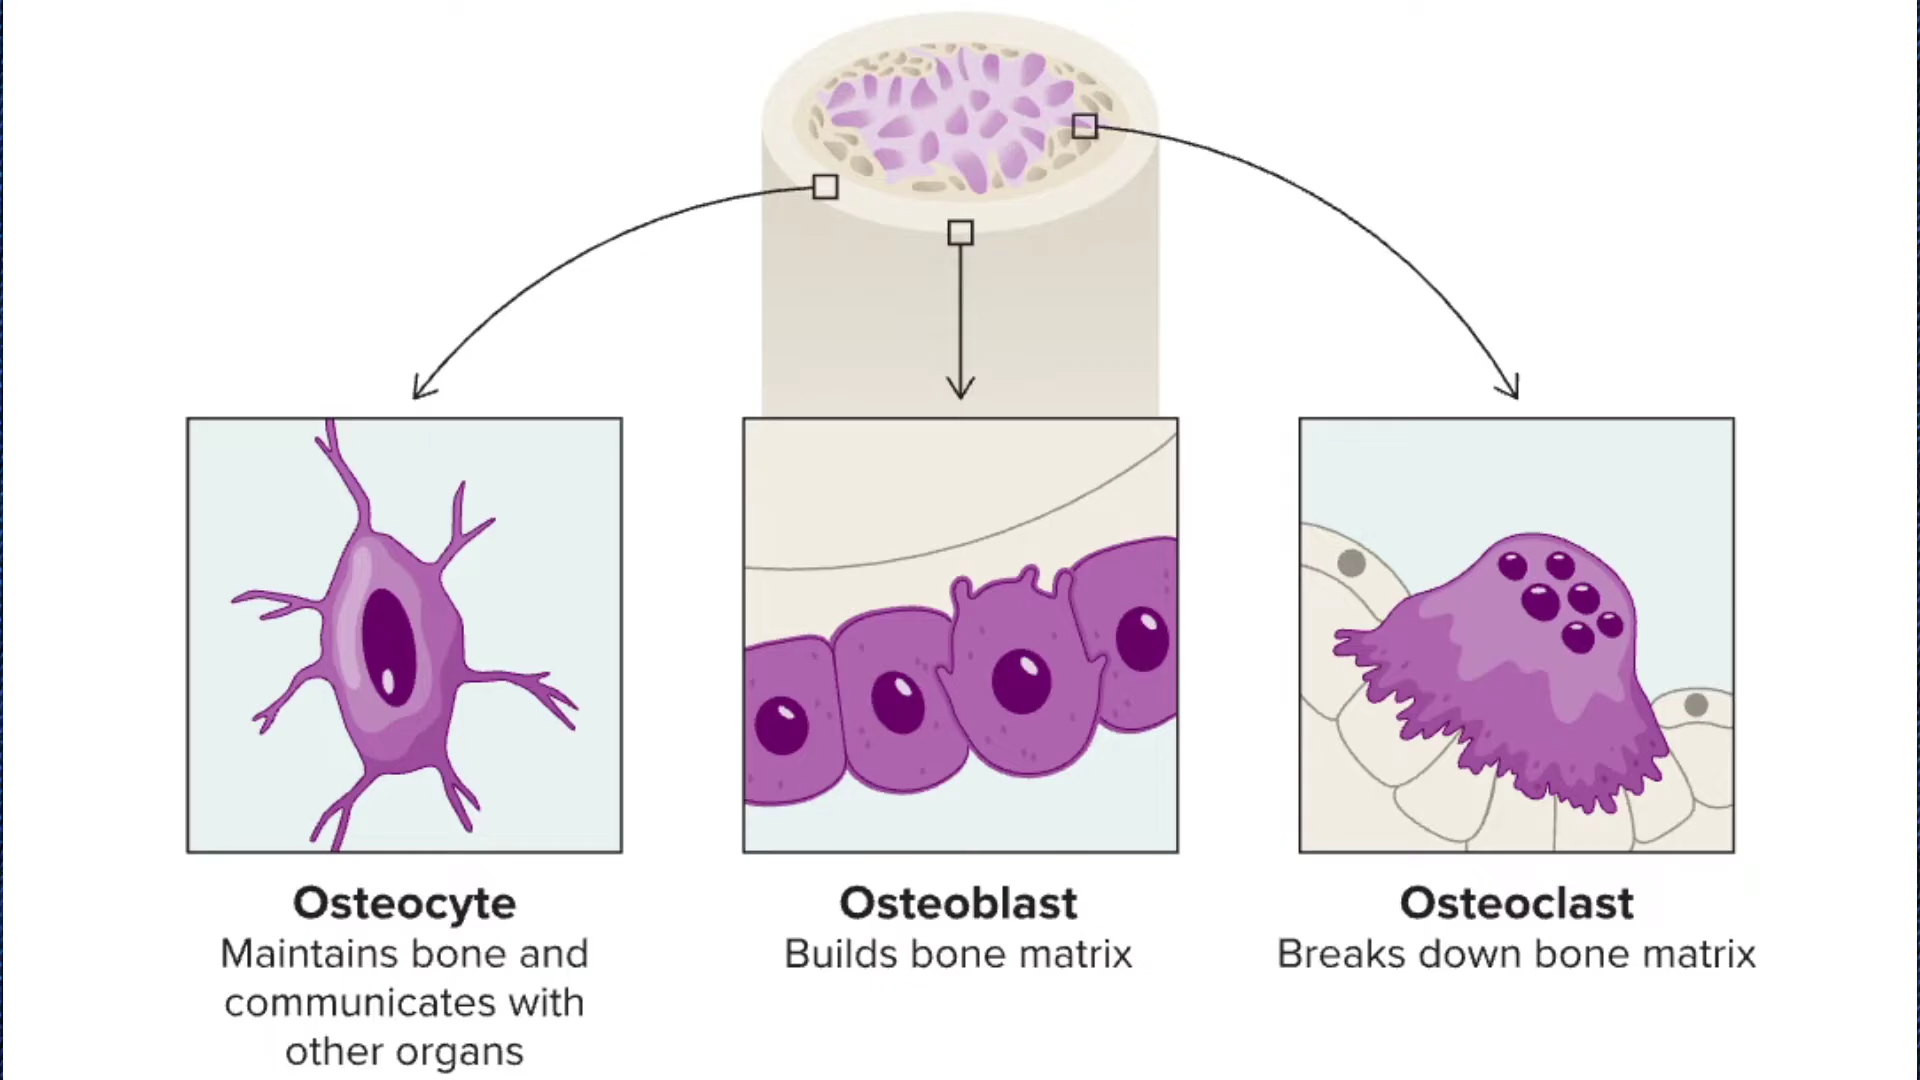 Osteocyte
Maintains bone and
communicates with
other organs
Osteoblast
Builds bone matrix
Osteoclast
Breaks down bone matrix